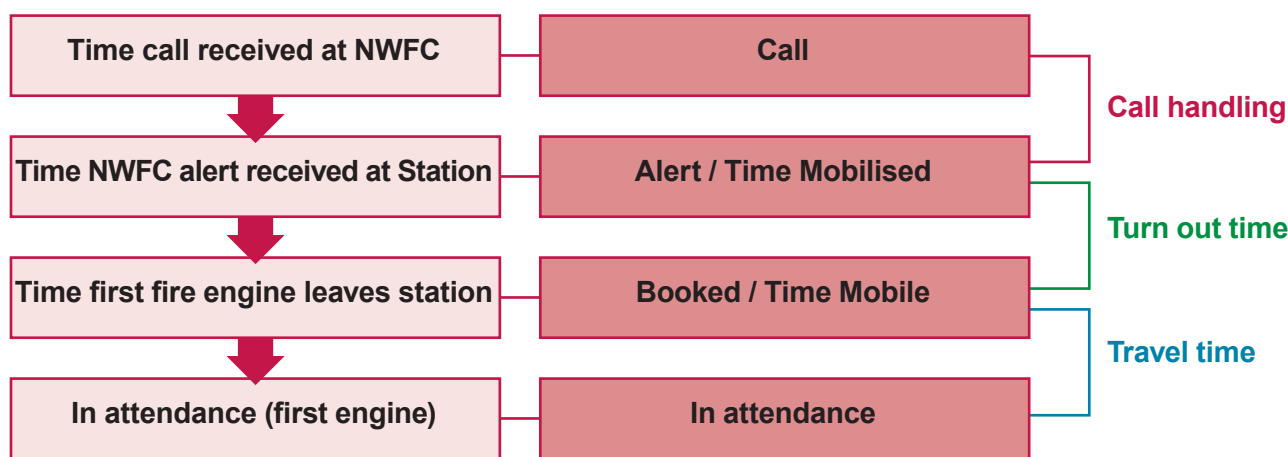 Time call received at NWFC
Call
Call handling
Time NWFC alert received at Station
Alert / Time Mobilised
Turn out time
Time first fire engine leaves station
Booked / Time Mobile
Travel time
In attendance (first engine)
In attendance